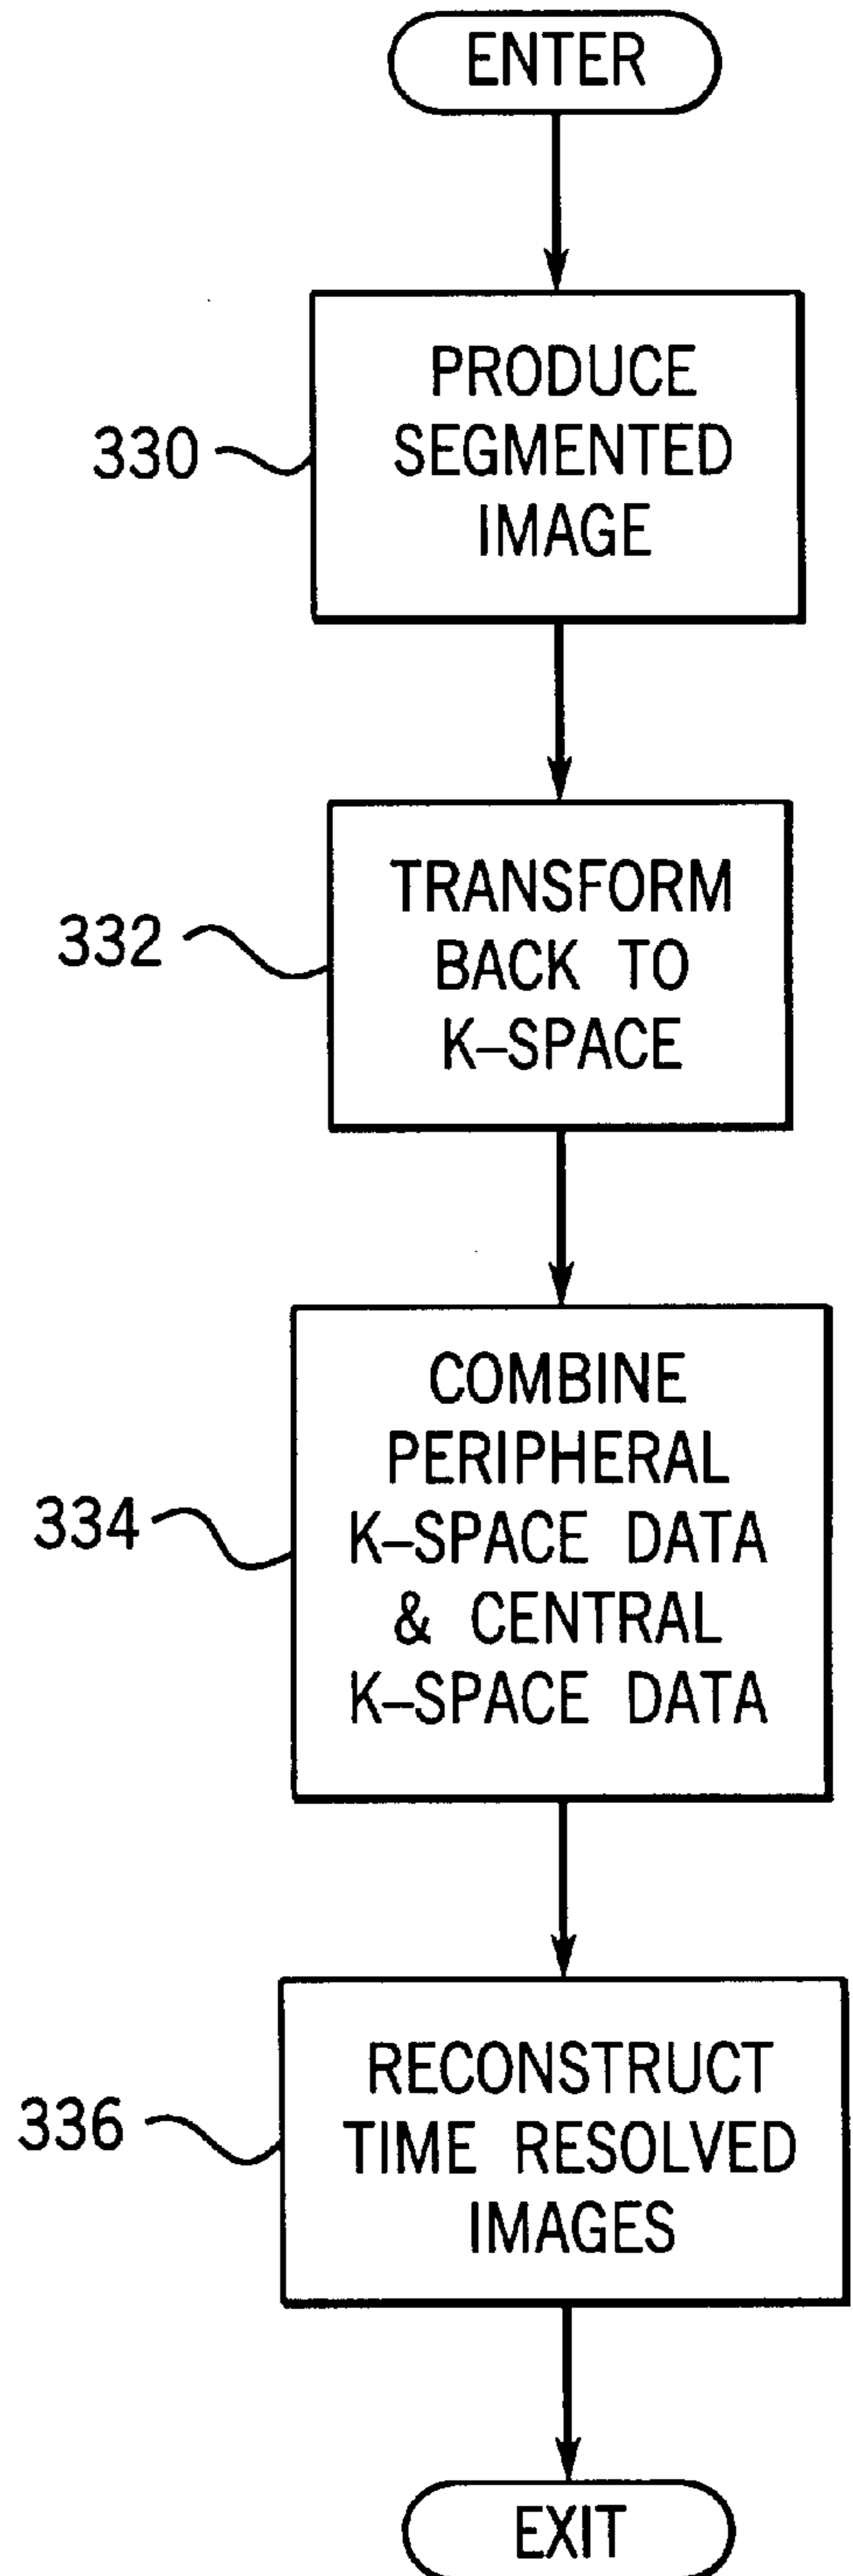 ENTER
PRODUCE
SEGMENTED
IMAGE
330
TRANSFORM
BACK TO
K–SPACE
332
COMBINE
PERIPHERAL
K–SPACE DATA
& CENTRAL
K–SPACE DATA
334
RECONSTRUCT
TIME RESOLVED
IMAGES
336
EXIT